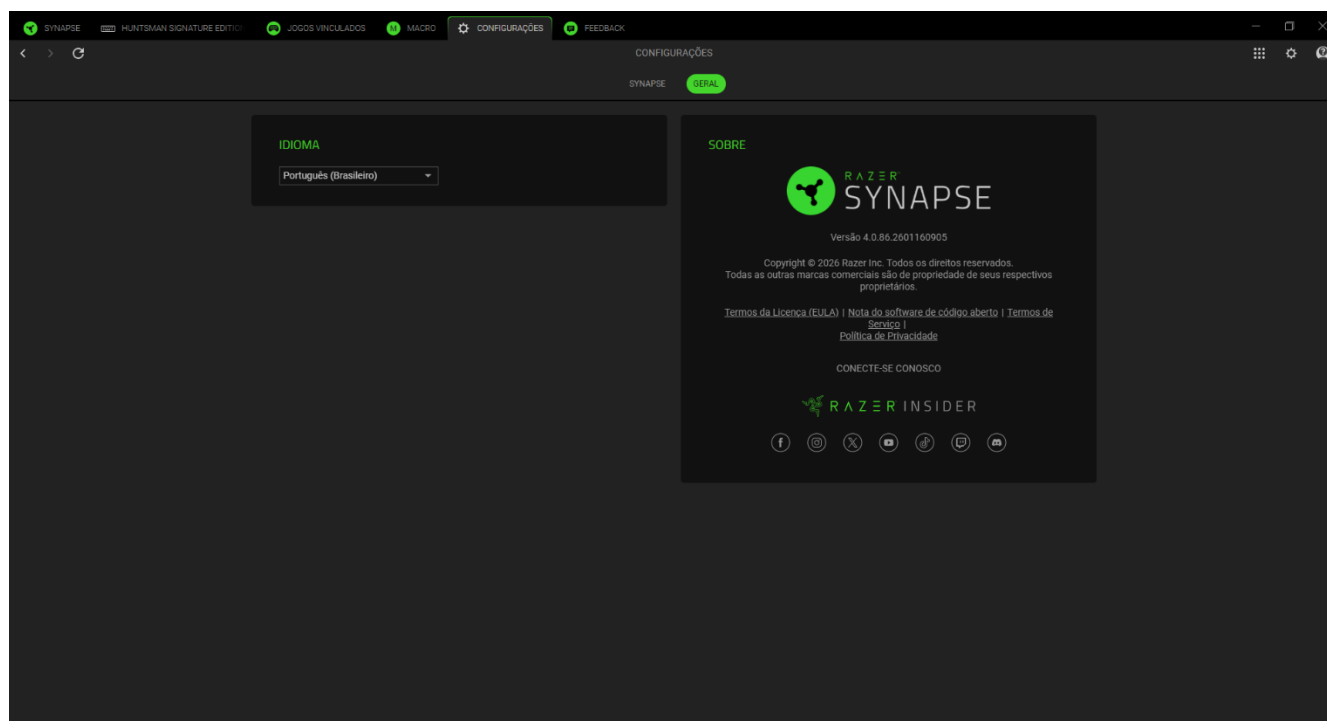 SYNAPSE
HUNTSMAN SIGNATURE EDITIO
JOGOS VINCULADOS
M MACRO
CONFIGURAÇÕES
FEEDBACK
CONFIGURAÇÕES
SYNAPSE GERAL
IDIOMA
Português (Brasileiro)
SOBRE
RAZER
SYNAPSE
Versão 4.0.86.2601160905
Copyright © 2026 Razer Inc. Todos os direitos reservados.
Todas as outras marcas comerciais são de propriedade de seus respectivos
proprietários.
Termos da Licença (EULA) | Nota do software de código aberto | Termos de
Serviço |
Política de Privacidade
CONECTE-SE CONOSCO
RAZER INSIDER